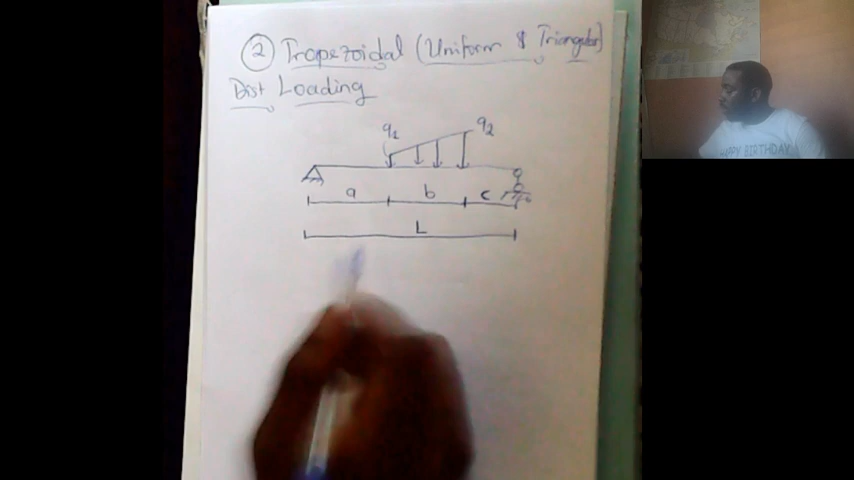 2 Trapezoidal (Uniform & Triangular)
Dist Loading
q1 q2
a b c
L
HAPPY BIRTHDAY